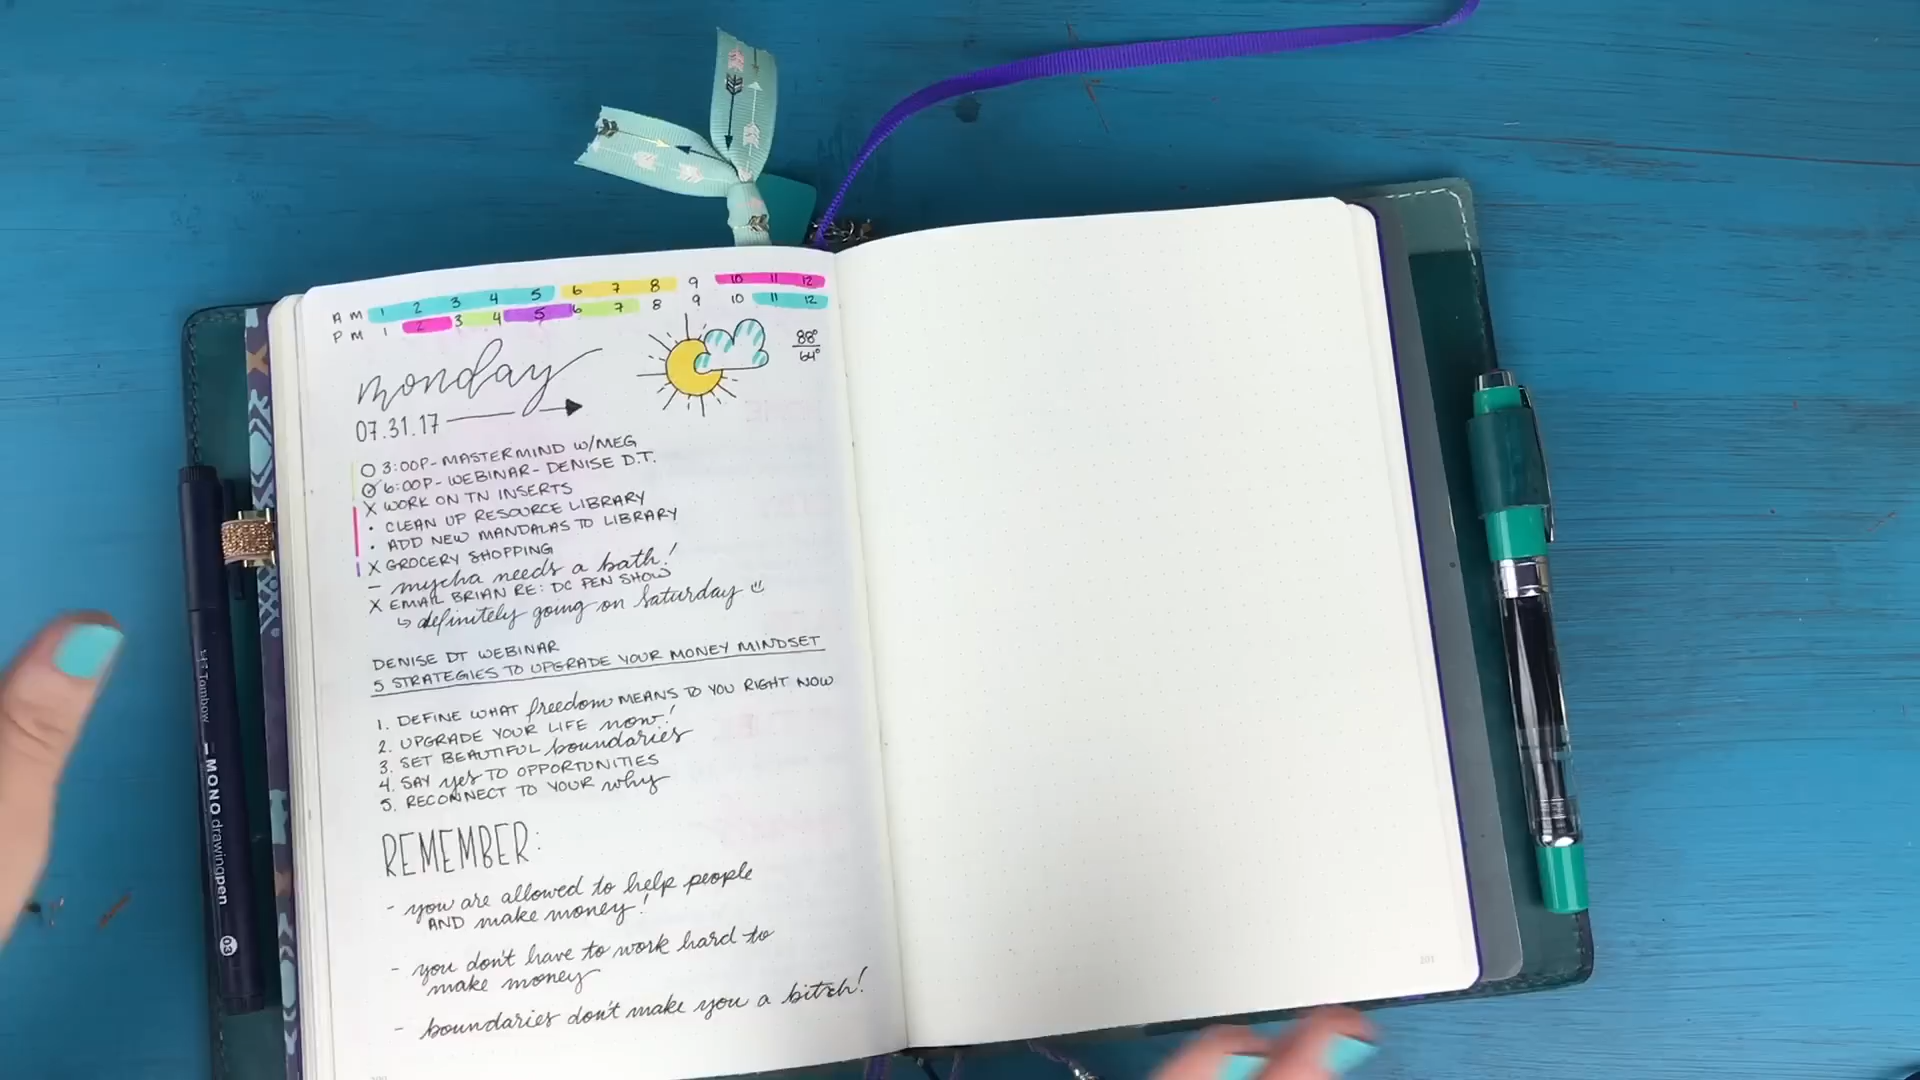 AM 1 2 3 4 5 6 7 8 9 10 11 12
PM 1 2 3 4 5 6 7 8 9 10 11 12
monday
88°
64°
07.31.17
3:00P- MASTERMIND W/MEG
6:00P- WEBINAR- DENISE D.T.
X WORK ON TN INSERTS
• CLEAN UP RESOURCE LIBRARY
• ADD NEW MANDALAS TO LIBRARY
X GROCERY SHOPPING
– mycha needs a bath!
X EMAIL BRIAN RE: DC PEN SHOW
↳ definitely going on Saturday
DENISE DT WEBINAR
5 STRATEGIES TO UPGRADE YOUR MONEY MINDSET
1. DEFINE WHAT freedom MEANS TO YOU RIGHT NOW
2. UPGRADE YOUR LIFE now!
3. SET BEAUTIFUL boundaries
4. SAY yes TO OPPORTUNITIES
5. RECONNECT TO YOUR why
REMEMBER:
- you are allowed to help people
AND make money!
- you don't have to work hard to
make money
- boundaries don't make you a bitch!
Tombow
MONO drawingpen
03
101